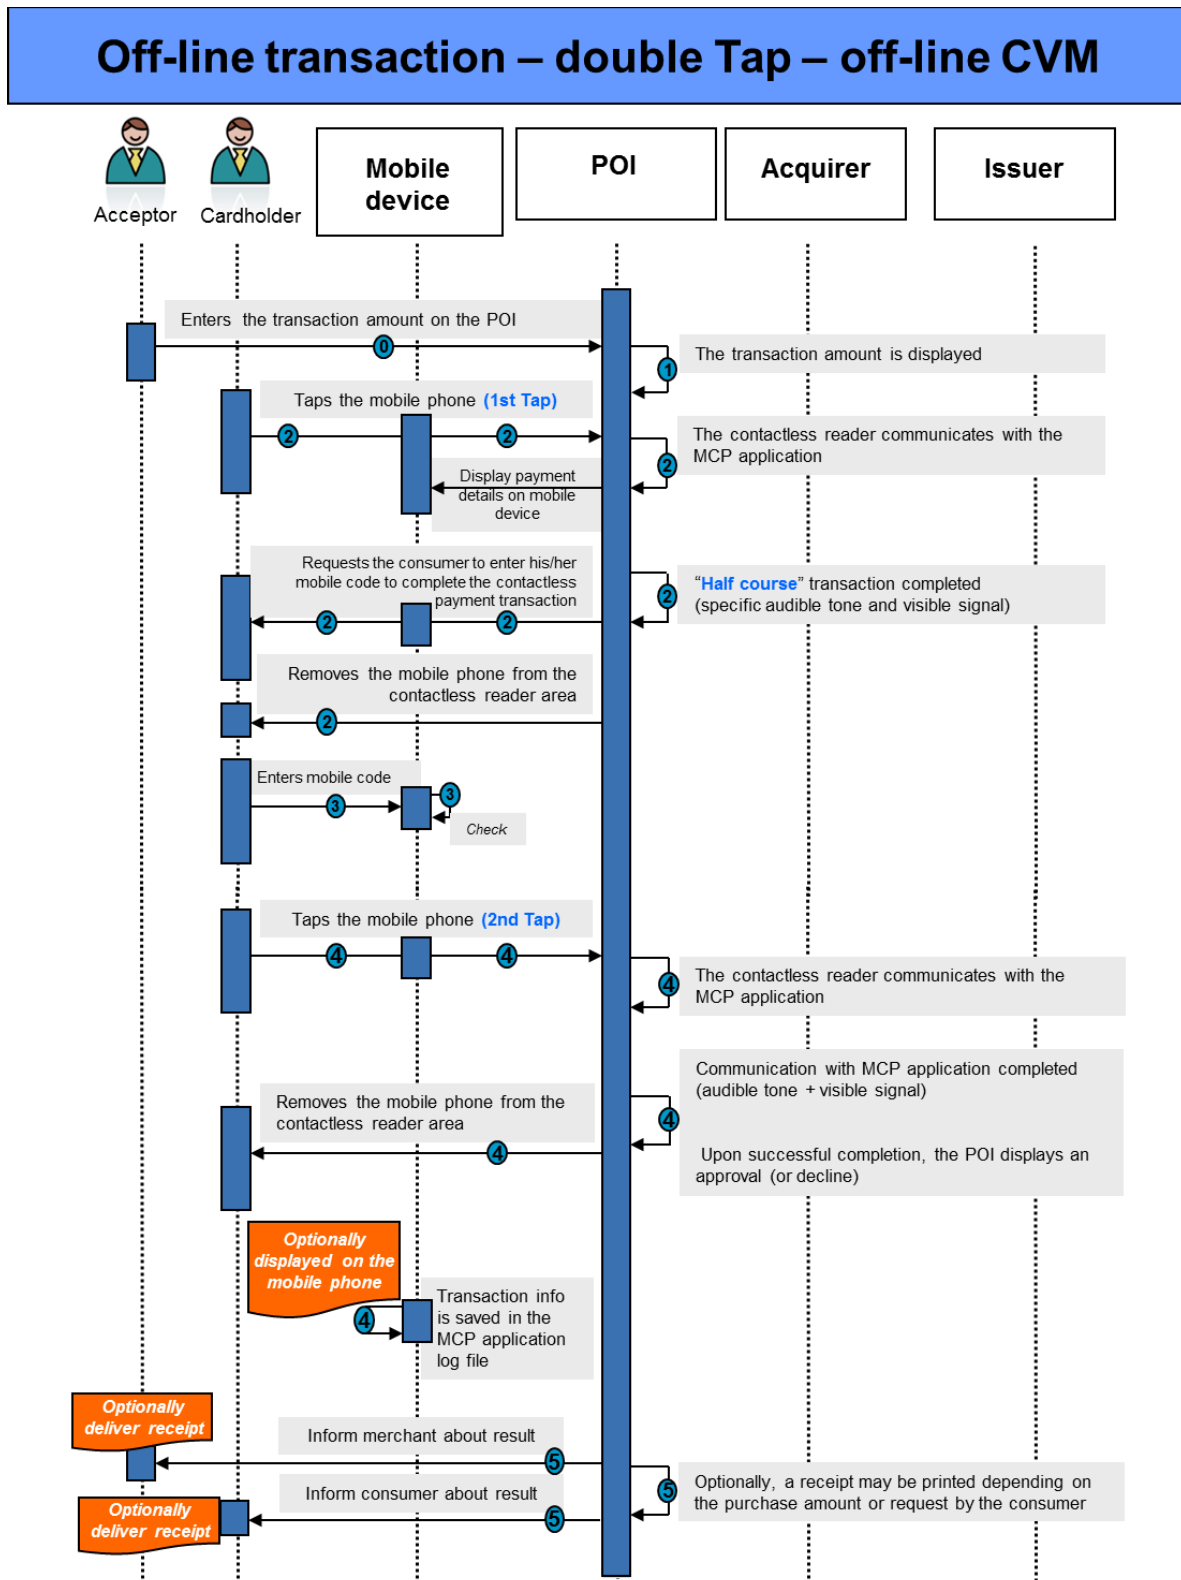 Off-line transaction – double Tap – off-line CVM
Acceptor
Cardholder
Mobile
device
POI
Acquirer
Issuer
Enters the transaction amount on the POI
0
1
The transaction amount is displayed
Taps the mobile phone (1st Tap)
2
2
The contactless reader communicates with the
MCP application
2
Display payment
details on mobile
device
Requests the consumer to enter his/her
mobile code to complete the contactless
payment transaction
2
2
2
“Half course” transaction completed
(specific audible tone and visible signal)
Removes the mobile phone from the
contactless reader area
2
Enters mobile code
3
3
Check
Taps the mobile phone (2nd Tap)
4
4
4
The contactless reader communicates with the
MCP application
Communication with MCP application completed
(audible tone + visible signal)
Removes the mobile phone from the
contactless reader area
4
4
Upon successful completion, the POI displays an
approval (or decline)
Optionally
displayed on the
mobile phone
4
Transaction info
is saved in the
MCP application
log file
Optionally
deliver receipt
Inform merchant about result
5
5
Optionally, a receipt may be printed depending on
the purchase amount or request by the consumer
Optionally
deliver receipt
Inform consumer about result
5